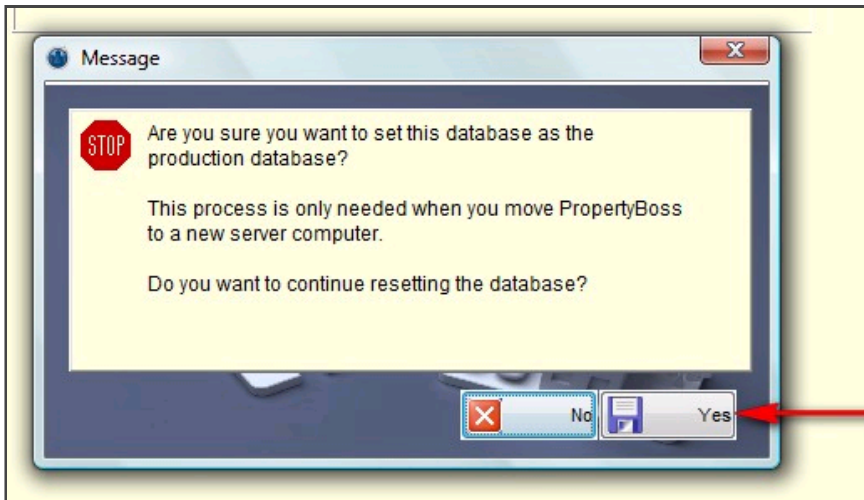 Message
STOP
Are you sure you want to set this database as the
production database?
This process is only needed when you move PropertyBoss
to a new server computer.
Do you want to continue resetting the database?
No
Yes